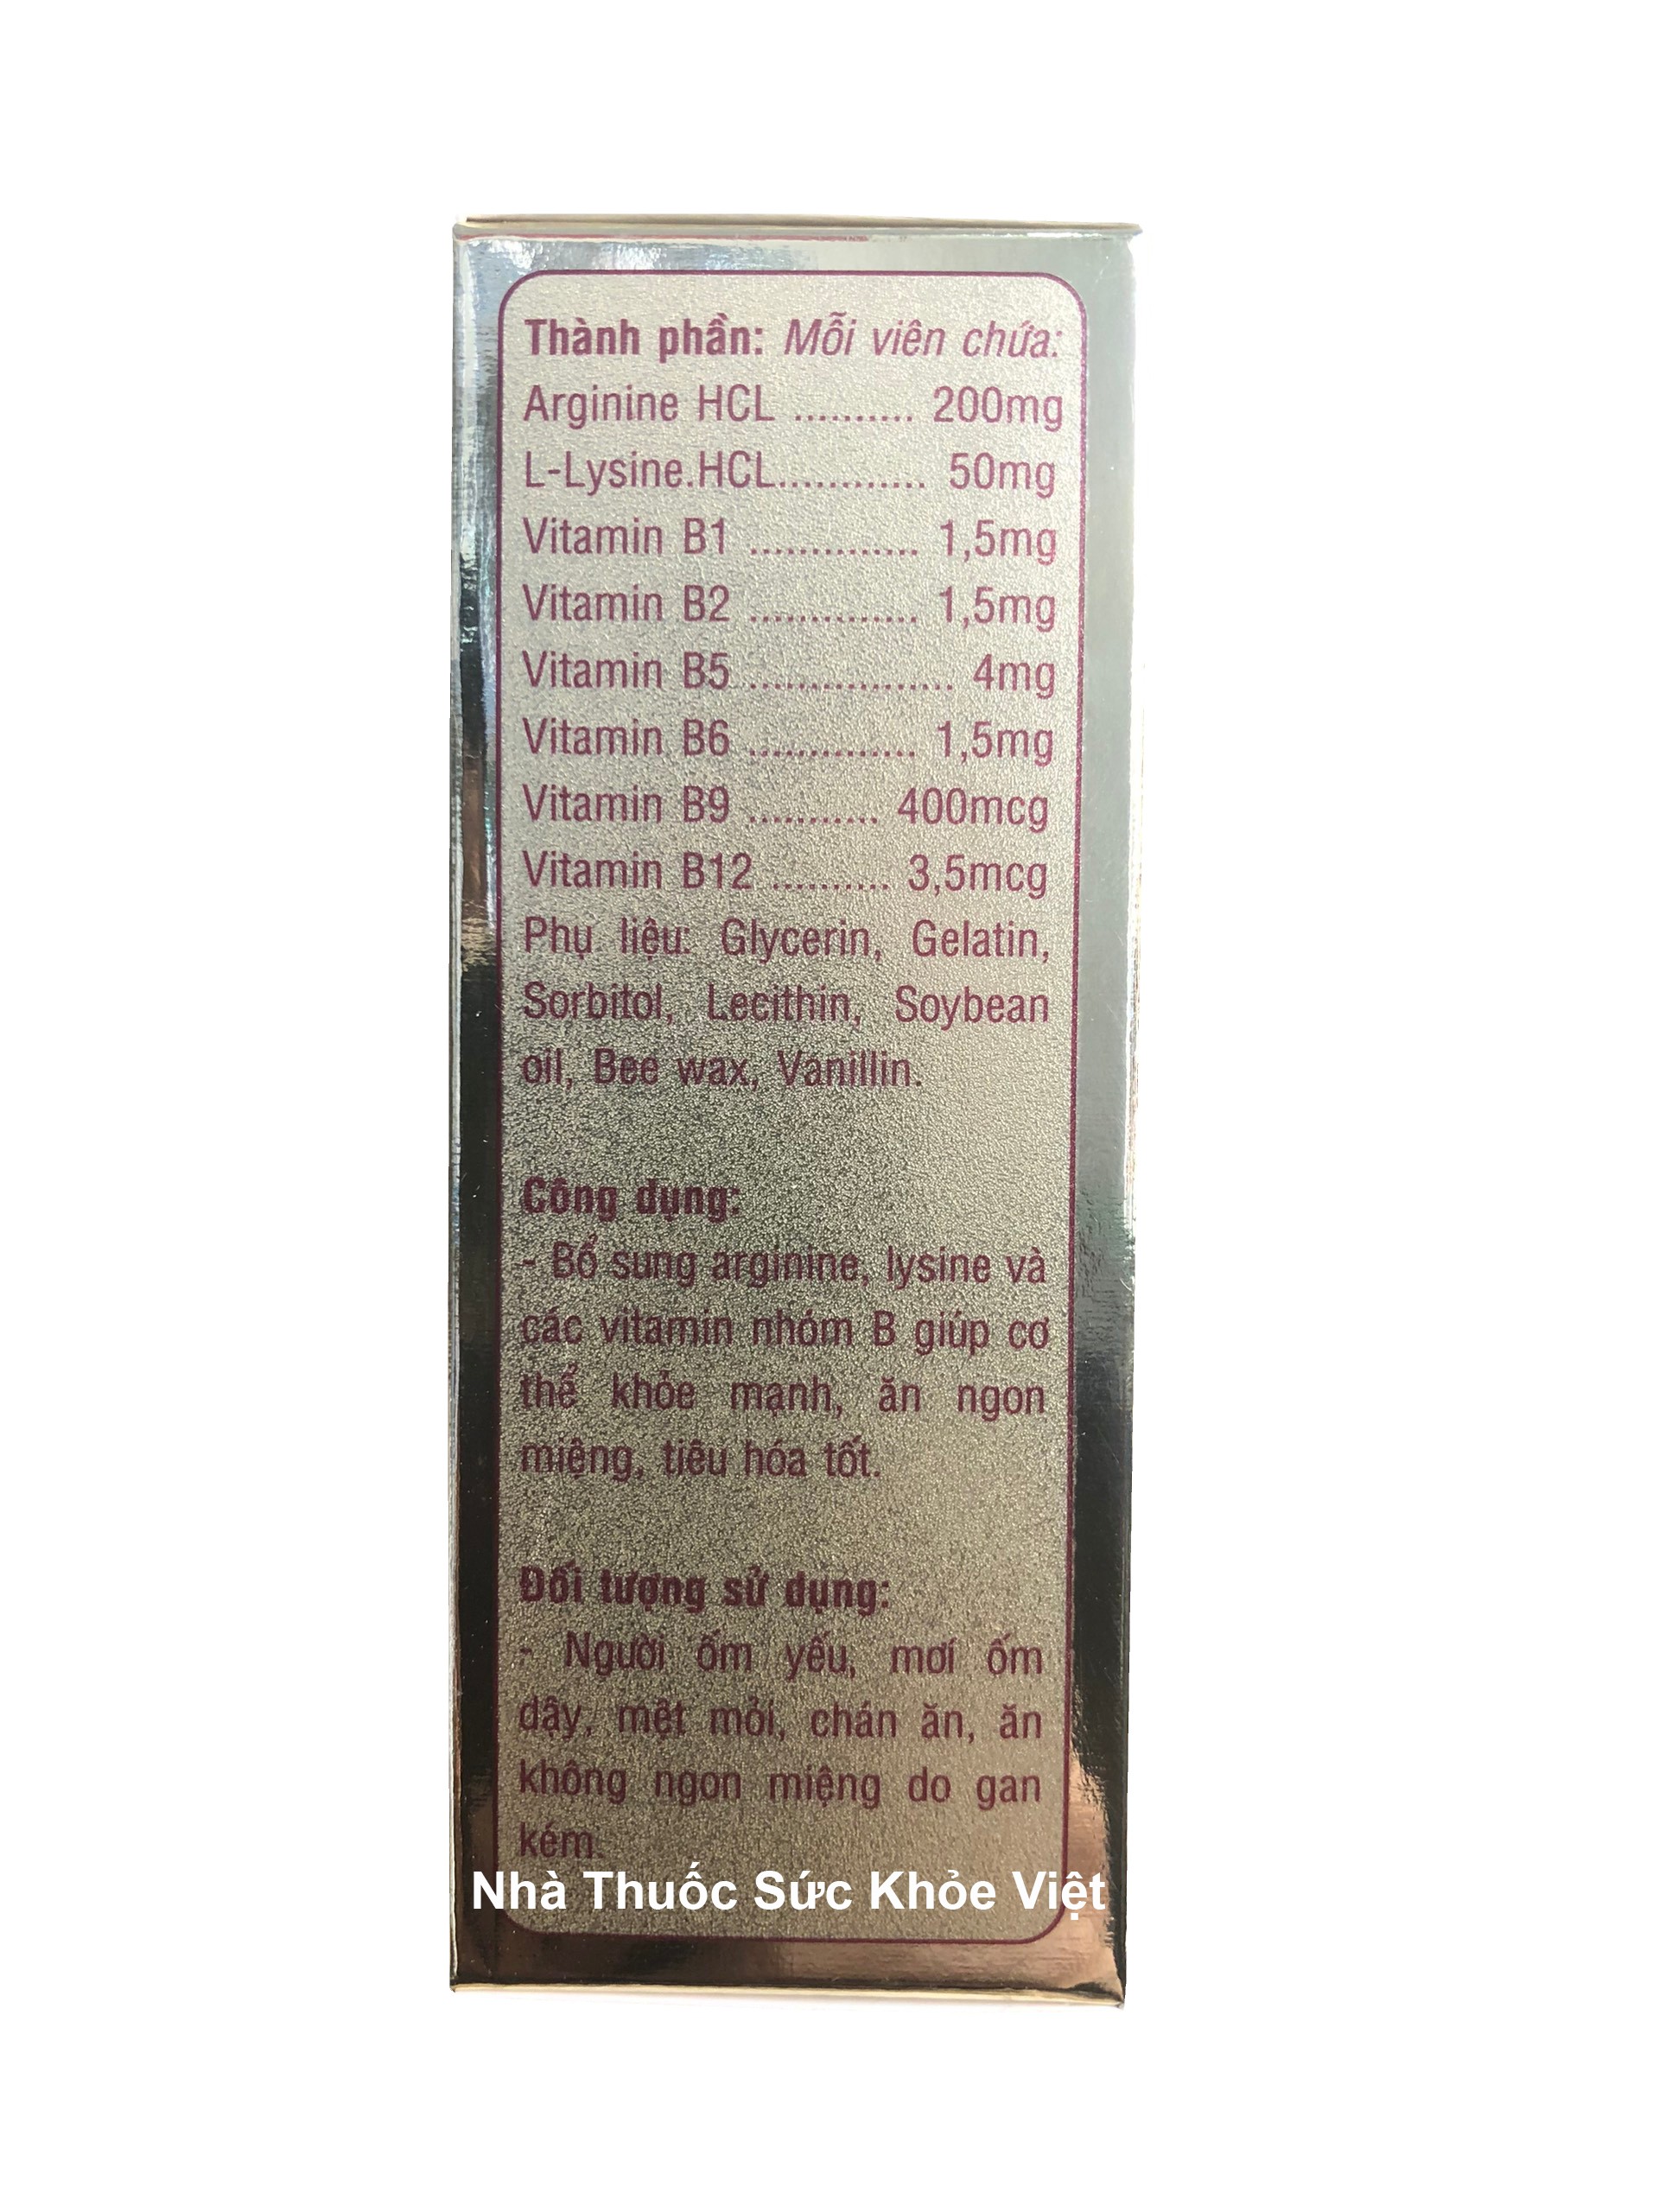 Thành phần: Mỗi viên chứa:
Arginine HCL .......... 200mg
L-Lysine.HCL............ 50mg
Vitamin B1 .............. 1,5mg
Vitamin B2 .............. 1,5mg
Vitamin B5 ................. 4mg
Vitamin B6 .............. 1,5mg
Vitamin B9 ........... 400mcg
Vitamin B12 .......... 3,5mcg
Phụ liệu: Glycerin, Gelatin,
Sorbitol, Lecithin, Soybean
oil, Bee wax, Vanillin.
Công dụng:
- Bổ sung arginine, lysine và
các vitamin nhóm B giúp cơ
thể khỏe mạnh, ăn ngon
miệng, tiêu hóa tốt.
Đối tượng sử dụng:
- Người ốm yếu, mơí ốm
dậy, mệt mỏi, chán ăn, ăn
không ngon miệng do gan
kém.
Nhà Thuốc Sức Khỏe Việt